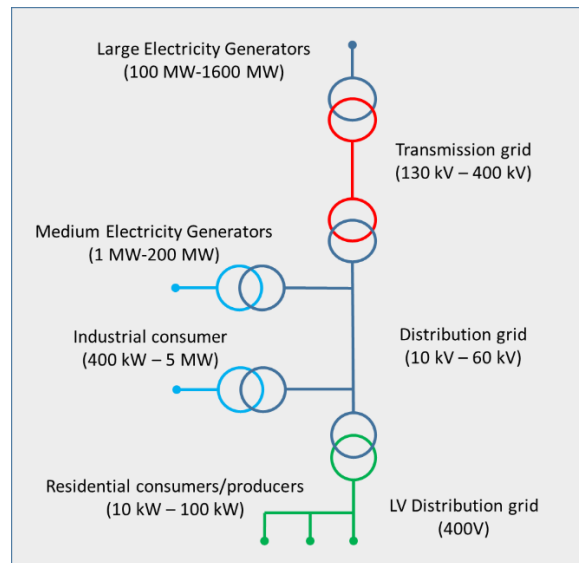 Large Electricity Generators
(100 MW-1600 MW)
Transmission grid
(130 kV – 400 kV)
Medium Electricity Generators
(1 MW-200 MW)
Industrial consumer
(400 kW – 5 MW)
Distribution grid
(10 kV – 60 kV)
Residential consumers/producers
(10 kW – 100 kW)
LV Distribution grid
(400V)